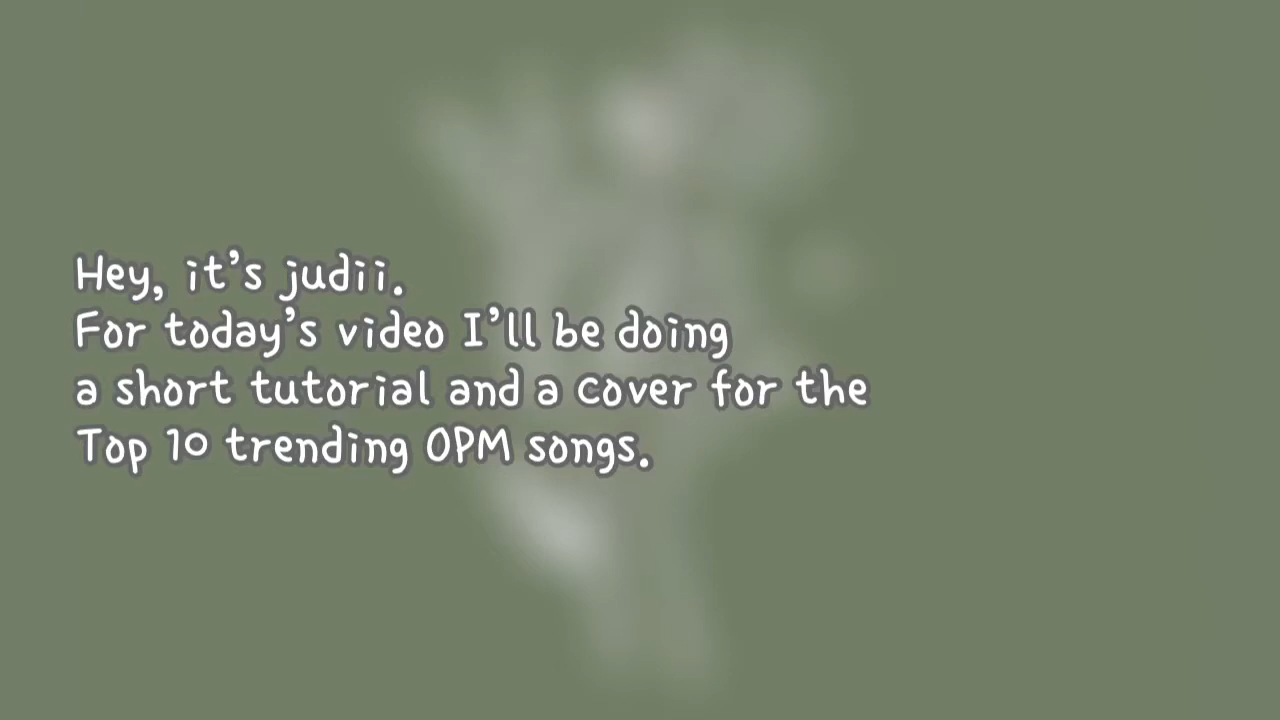 Hey, it's judii.
For today's video I'll be doing
a short tutorial and a cover for the
Top 10 trending OPM songs.